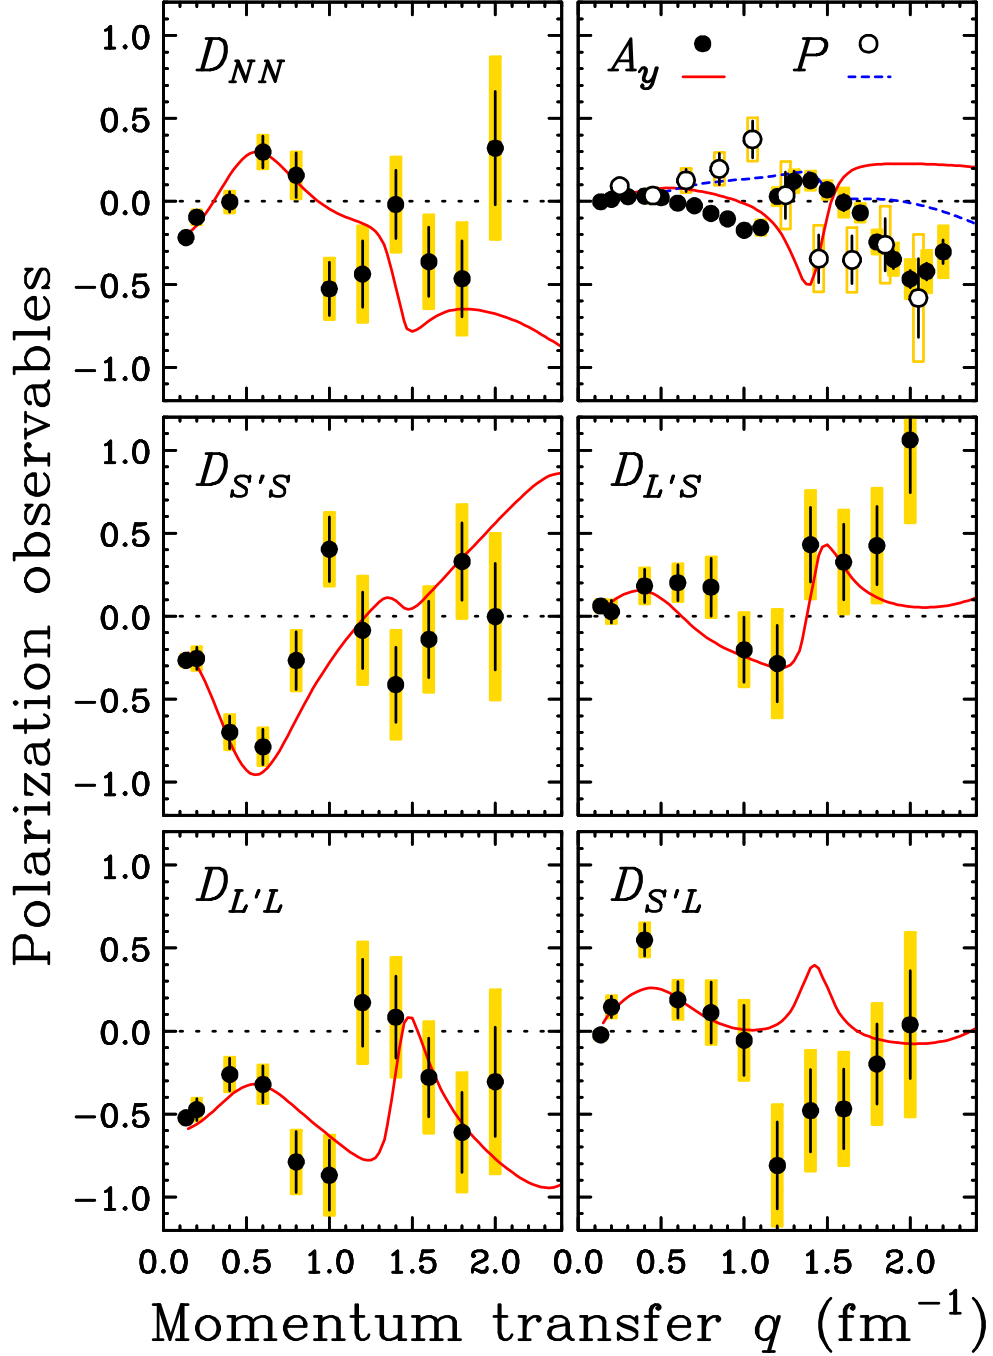 Polarization observables
1.0
0.5
0.0
−0.5
−1.0
D_NN
A_y P
1.0
0.5
0.0
−0.5
−1.0
D_S'S
D_L'S
1.0
0.5
0.0
−0.5
−1.0
D_L'L
D_S'L
0.0 0.5 1.0 1.5 2.0 0.0 0.5 1.0 1.5 2.0
Momentum transfer q (fm⁻¹)